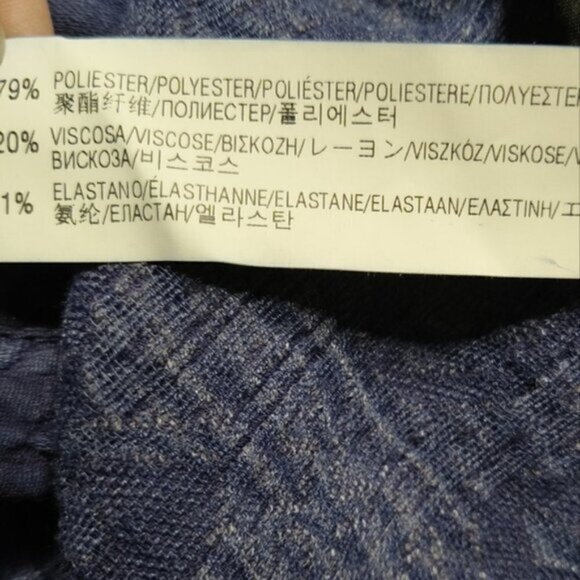 79% POLIESTER/POLYESTER/POLIÉSTER/POLIESTERE/ΠΟΛΥΕΣΤΕΡ
聚酯纤维/ПОЛИЕСТЕР/폴리에스터
20% VISCOSA/VISCOSE/ΒΙΣΚΟΖΗ/レーヨン/VISZKÓZ/VISKOSE/
ВИСКОЗА/비스코스
1% ELASTANO/ÉLASTHANNE/ELASTANE/ELASTAAN/ΕΛΑΣΤΙΝΗ/エ
氨纶/ЕЛАСТАН/엘라스탄